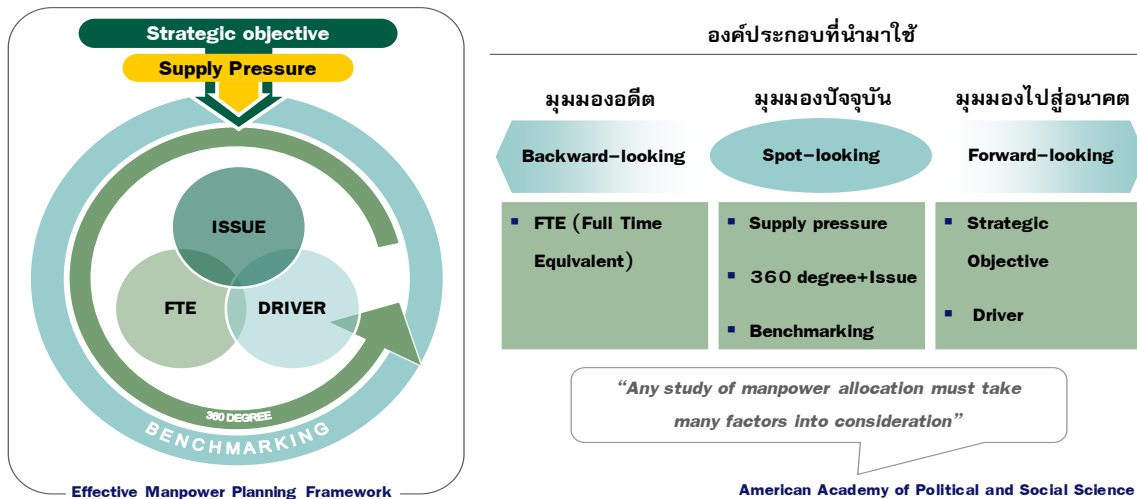 Strategic objective
Supply Pressure
ISSUE
FTE
DRIVER
360 DEGREE
BENCHMARKING
Effective Manpower Planning Framework
องค์ประกอบที่นำมาใช้
มุมมองอดีต
มุมมองปัจจุบัน
มุมมองไปสู่อนาคต
Backward-looking
Spot-looking
Forward-looking
▪ FTE (Full Time
Equivalent)
▪ Supply pressure
▪ 360 degree+Issue
▪ Benchmarking
▪ Strategic
Objective
▪ Driver
“Any study of manpower allocation must take
many factors into consideration”
American Academy of Political and Social Science